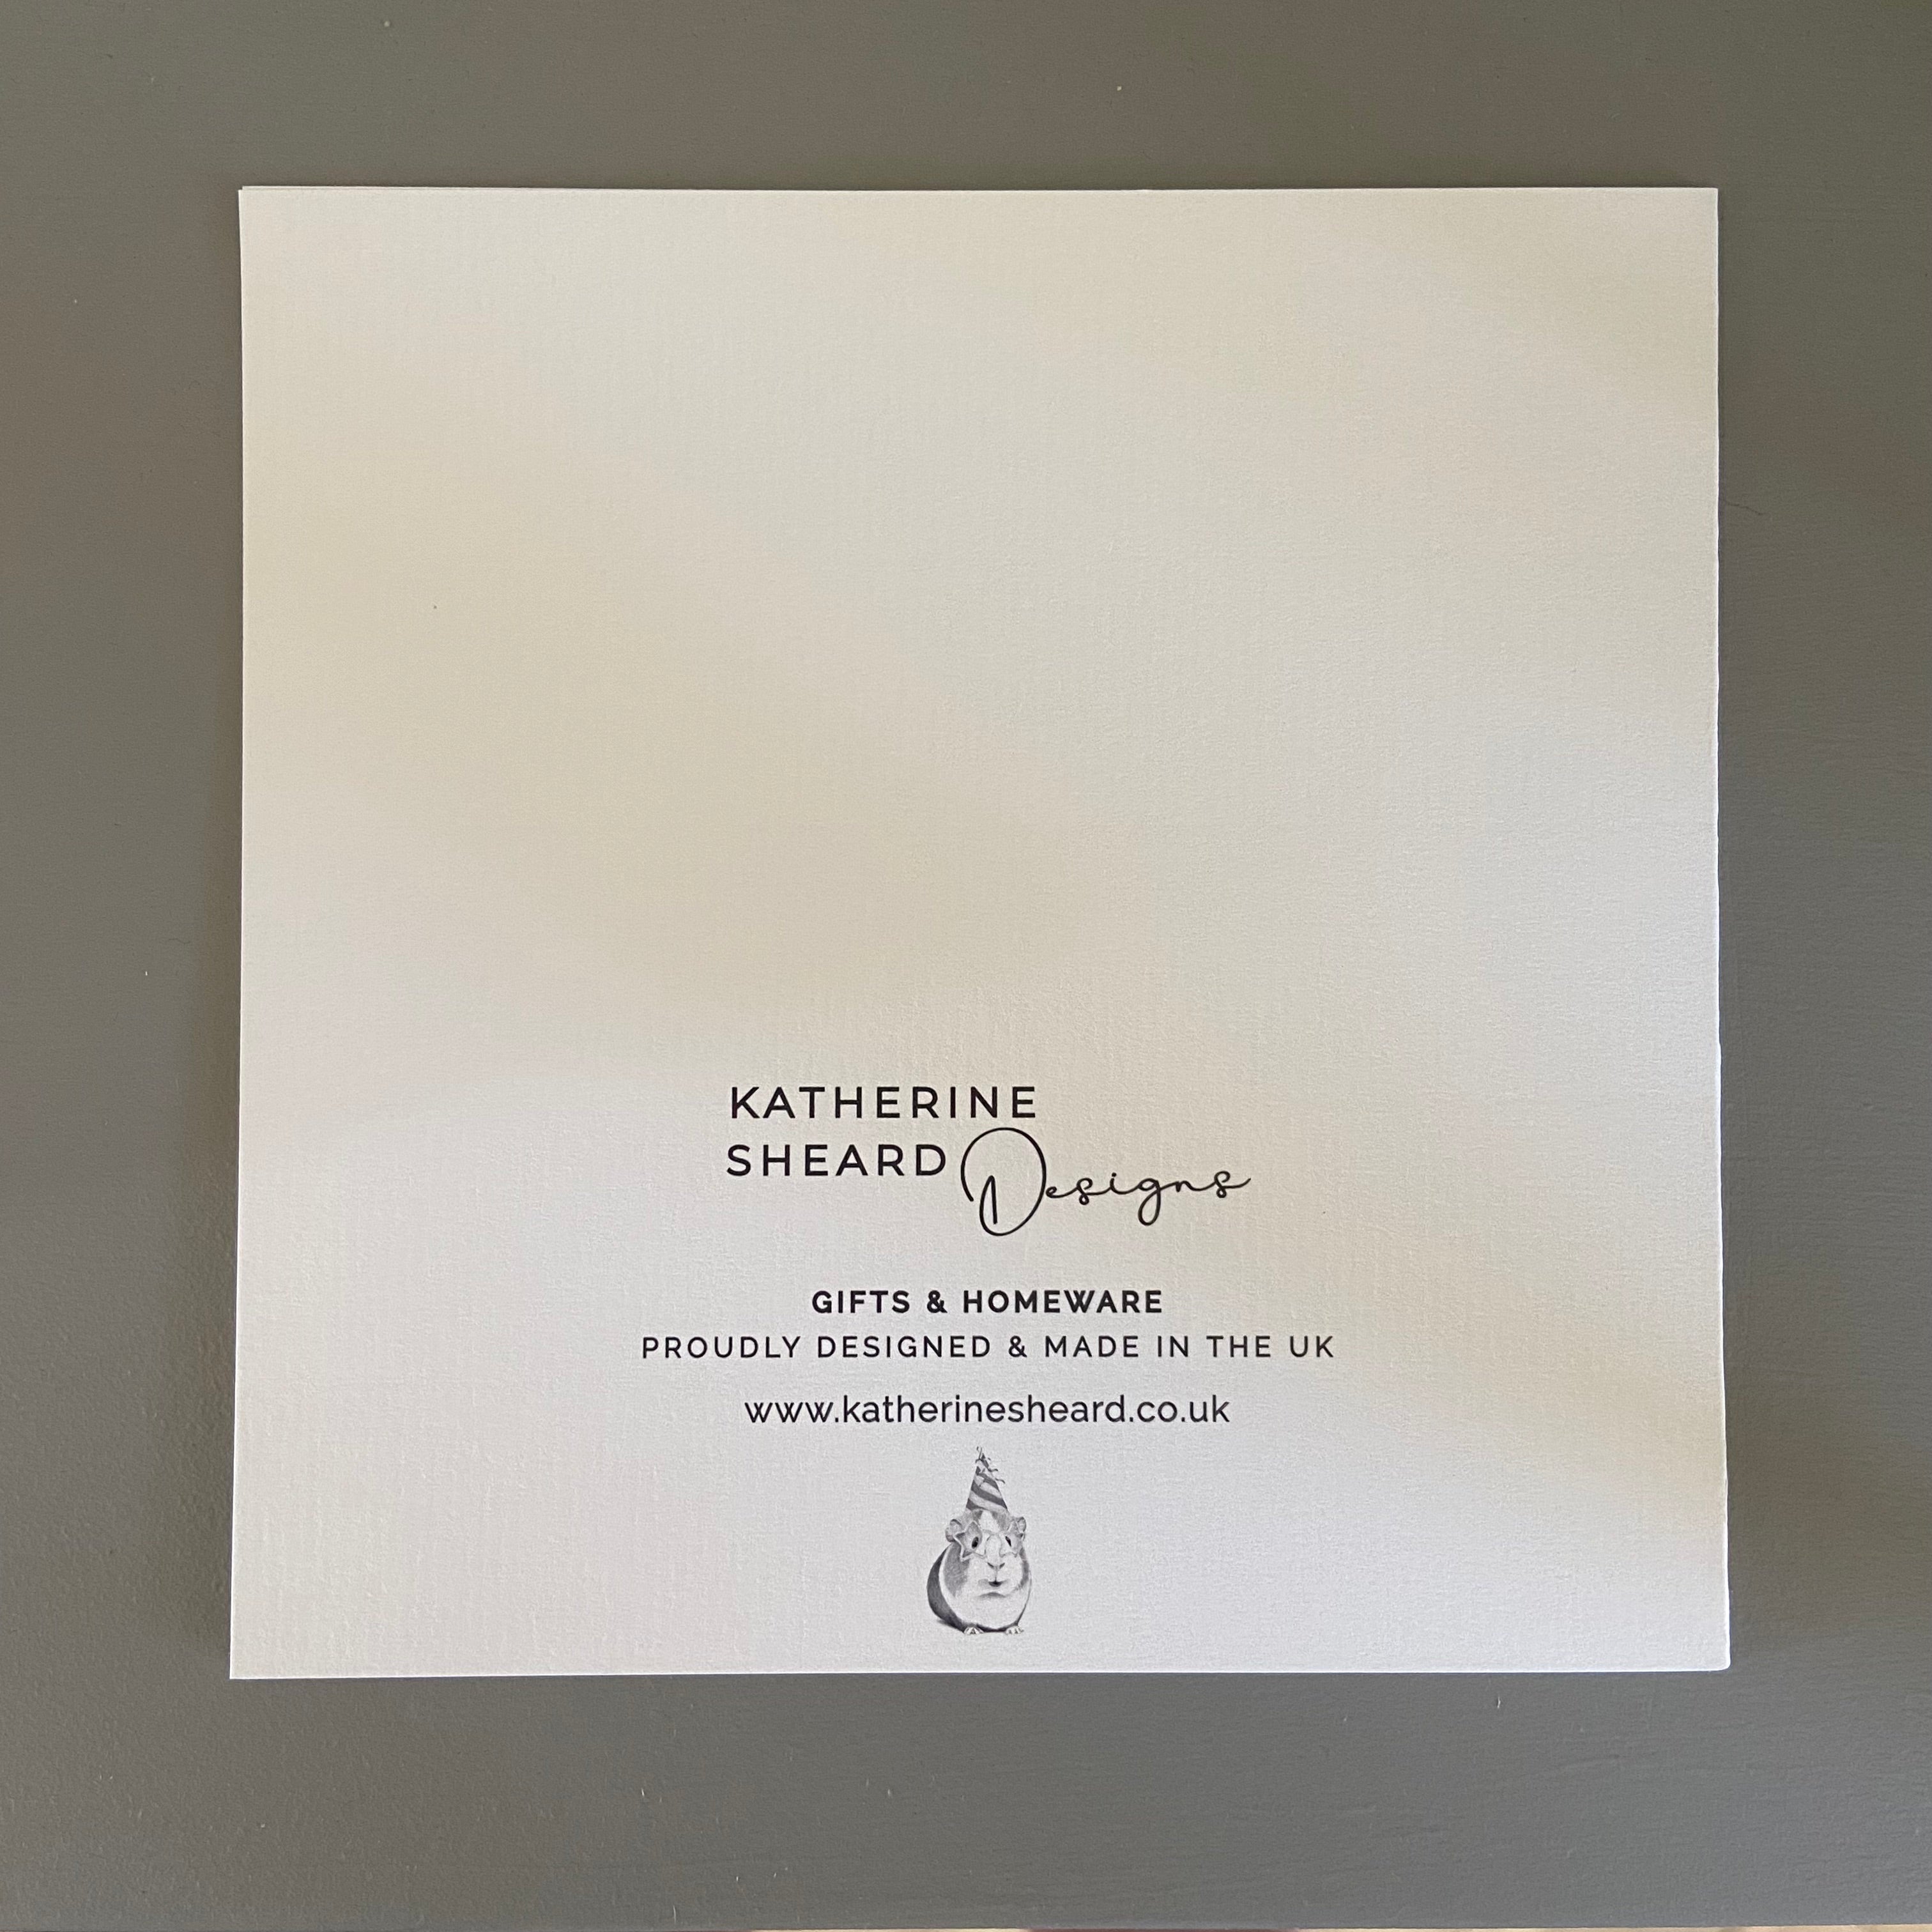 KATHERINE
SHEARD Designs
GIFTS & HOMEWARE
PROUDLY DESIGNED & MADE IN THE UK
www.katherinesheard.co.uk